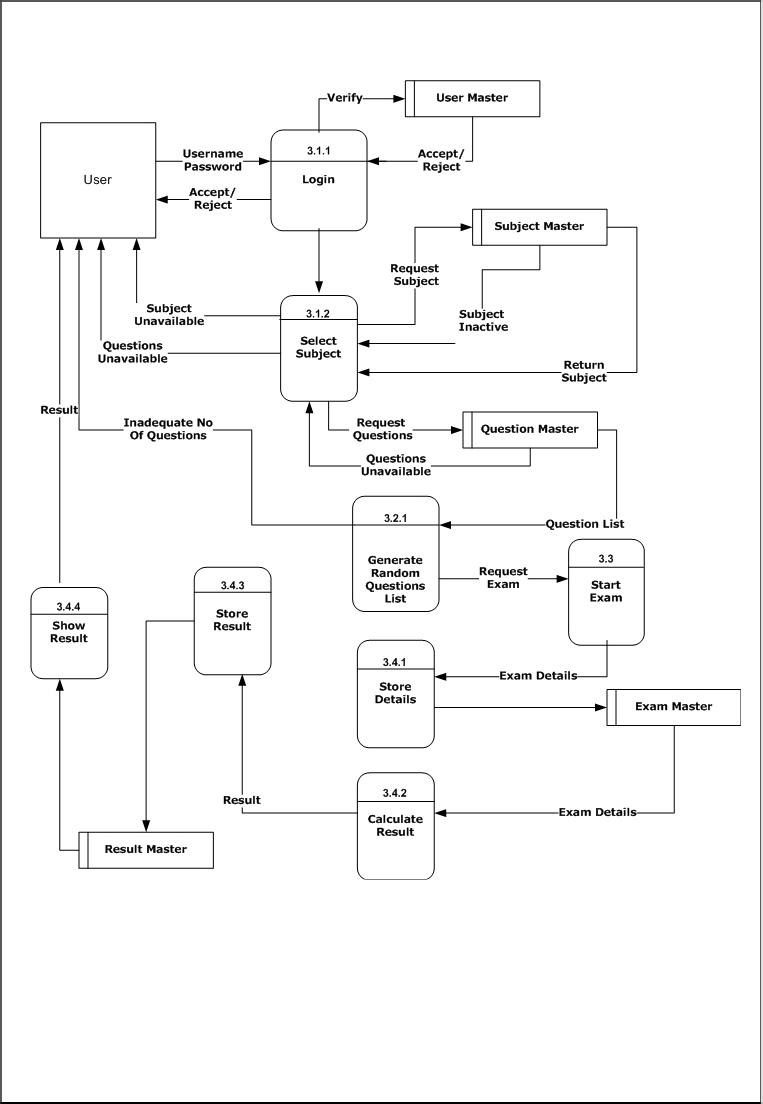 Verify
User Master
3.1.1
Login
User
Username
Password
Accept/
Reject
Accept/
Reject
Subject Master
Request
Subject
3.1.2
Select
Subject
Subject
Unavailable
Subject
Inactive
Questions
Unavailable
Return
Subject
Result
Inadequate No
Of Questions
Request
Questions
Question Master
Questions
Unavailable
3.2.1
Generate
Random
Questions
List
Question List
Request
Exam
3.3
Start
Exam
3.4.4
Show
Result
3.4.3
Store
Result
3.4.1
Store
Details
Exam Details
Exam Master
3.4.2
Calculate
Result
Result
Exam Details
Result Master